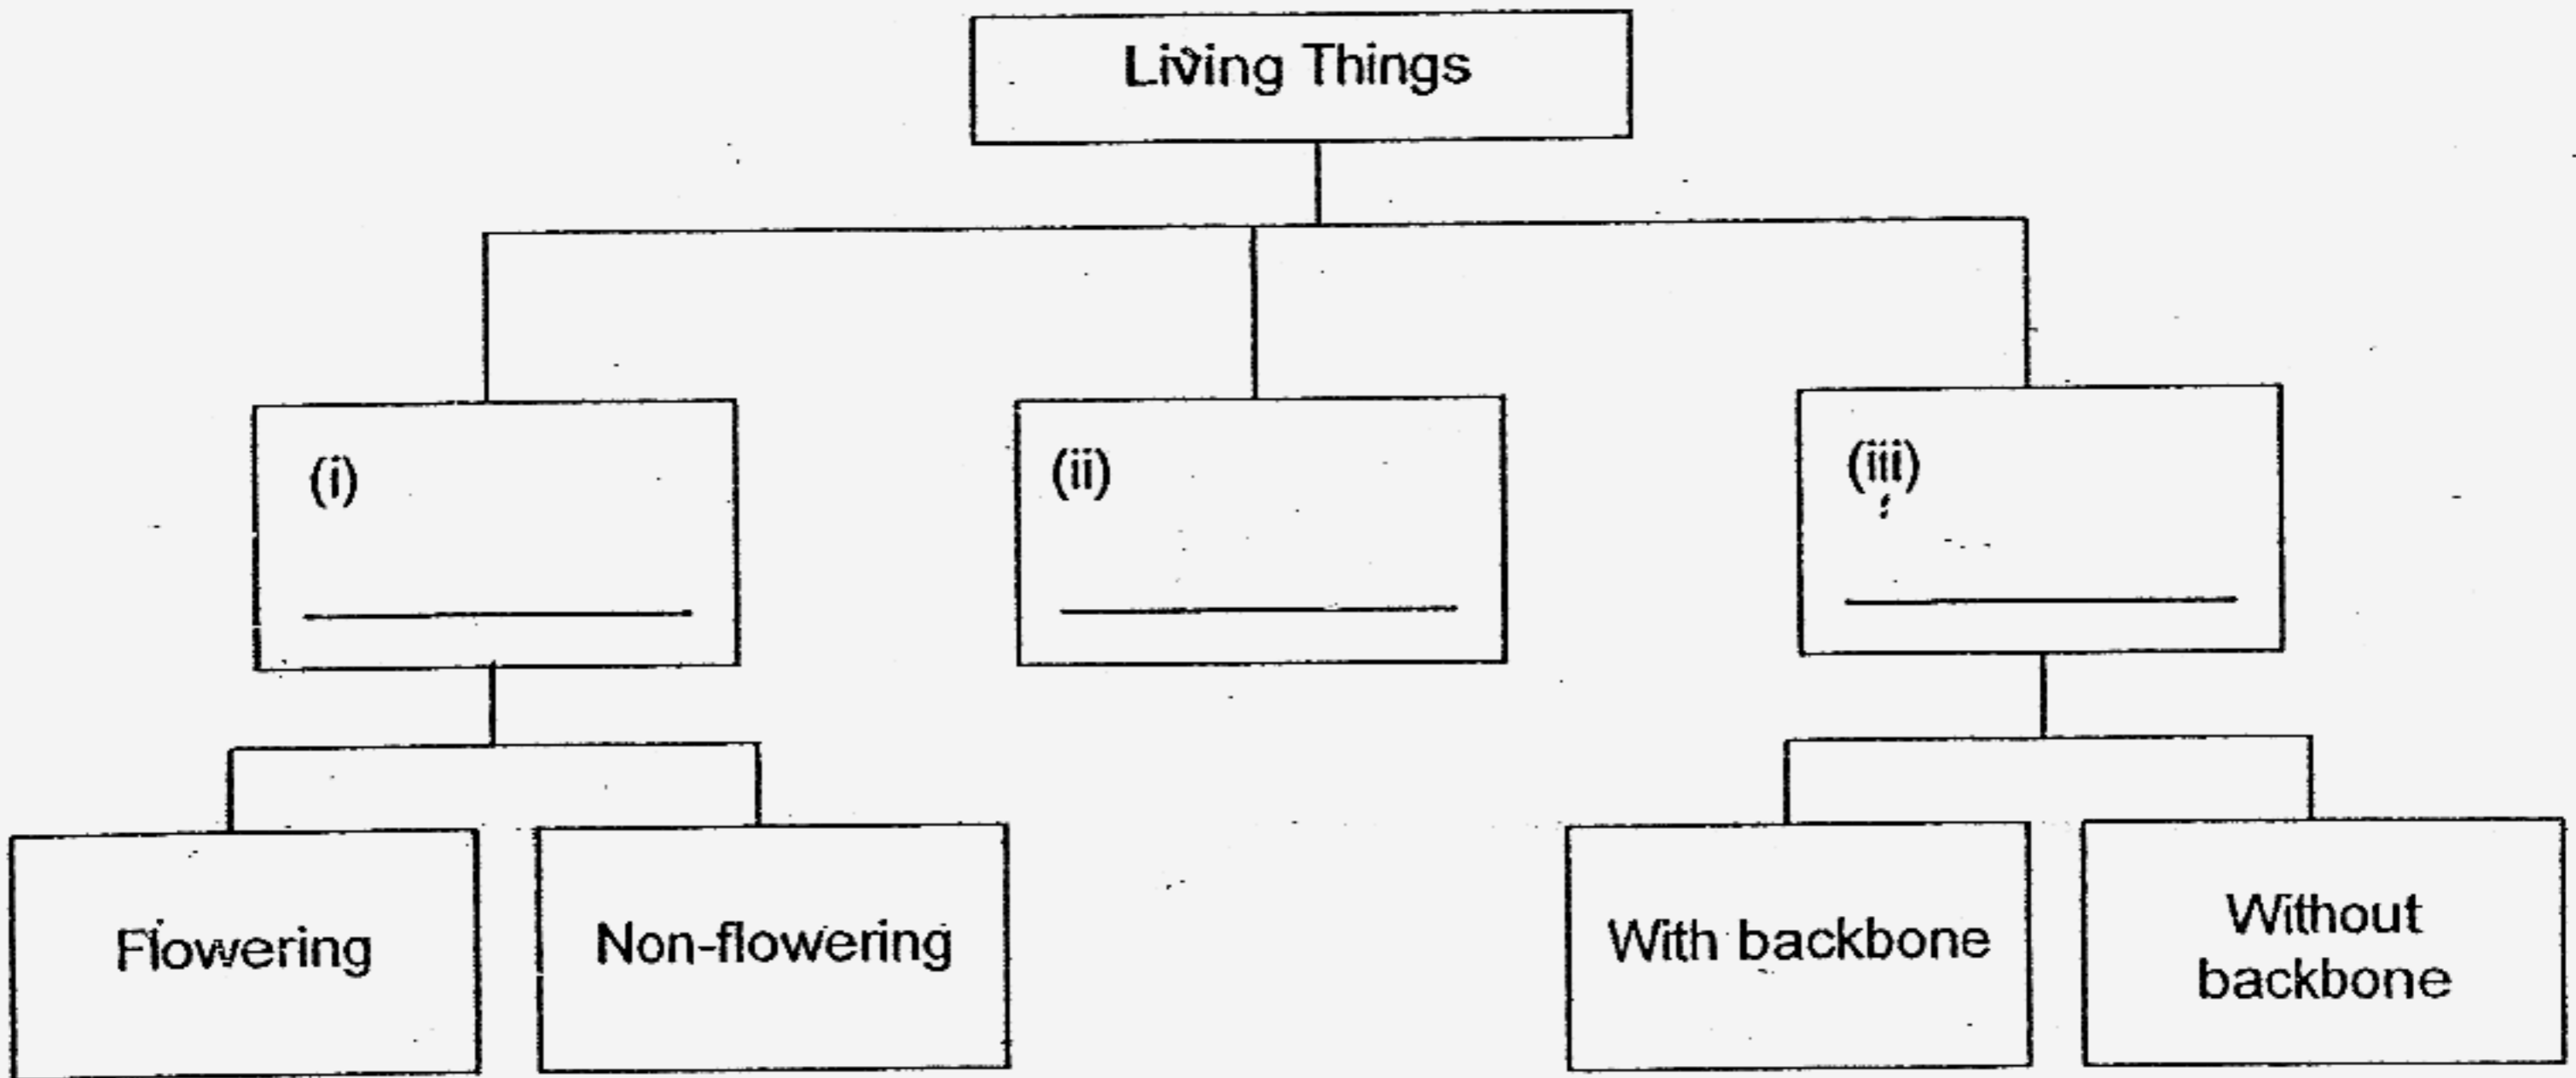 Living Things
(i)
(ii)
(iii)
Flowering
Non-flowering
With backbone
Without
backbone